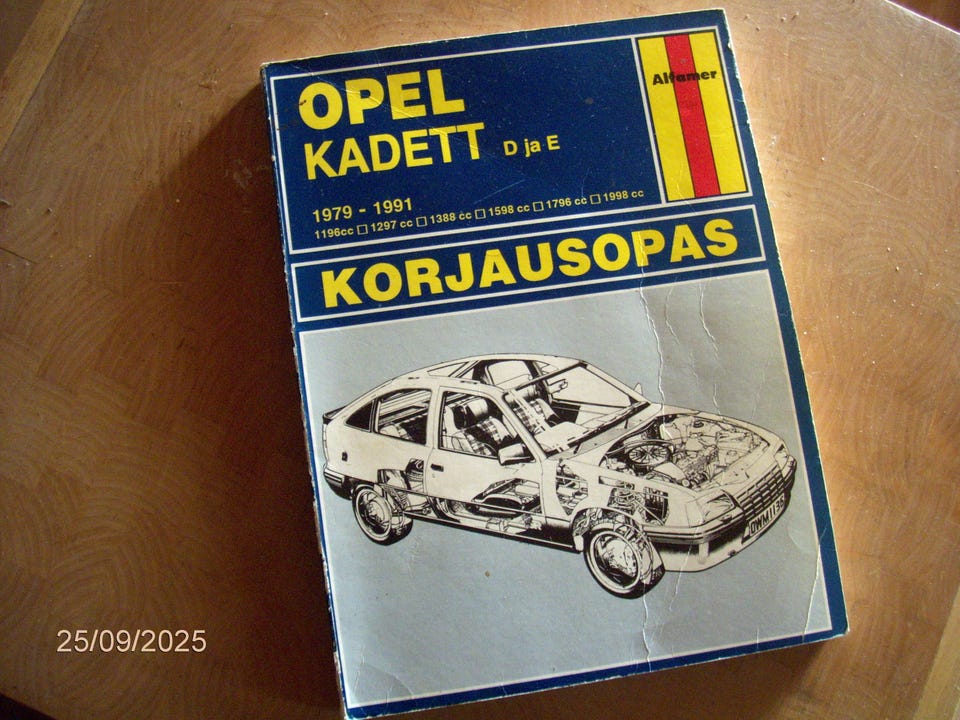 OPEL
KADETT D ja E
Alfamer
1979 - 1991
1196cc □ 1297 cc □ 1388 cc □ 1598 cc □ 1796 cc □ 1998 cc
KORJAUSOPAS
25/09/2025